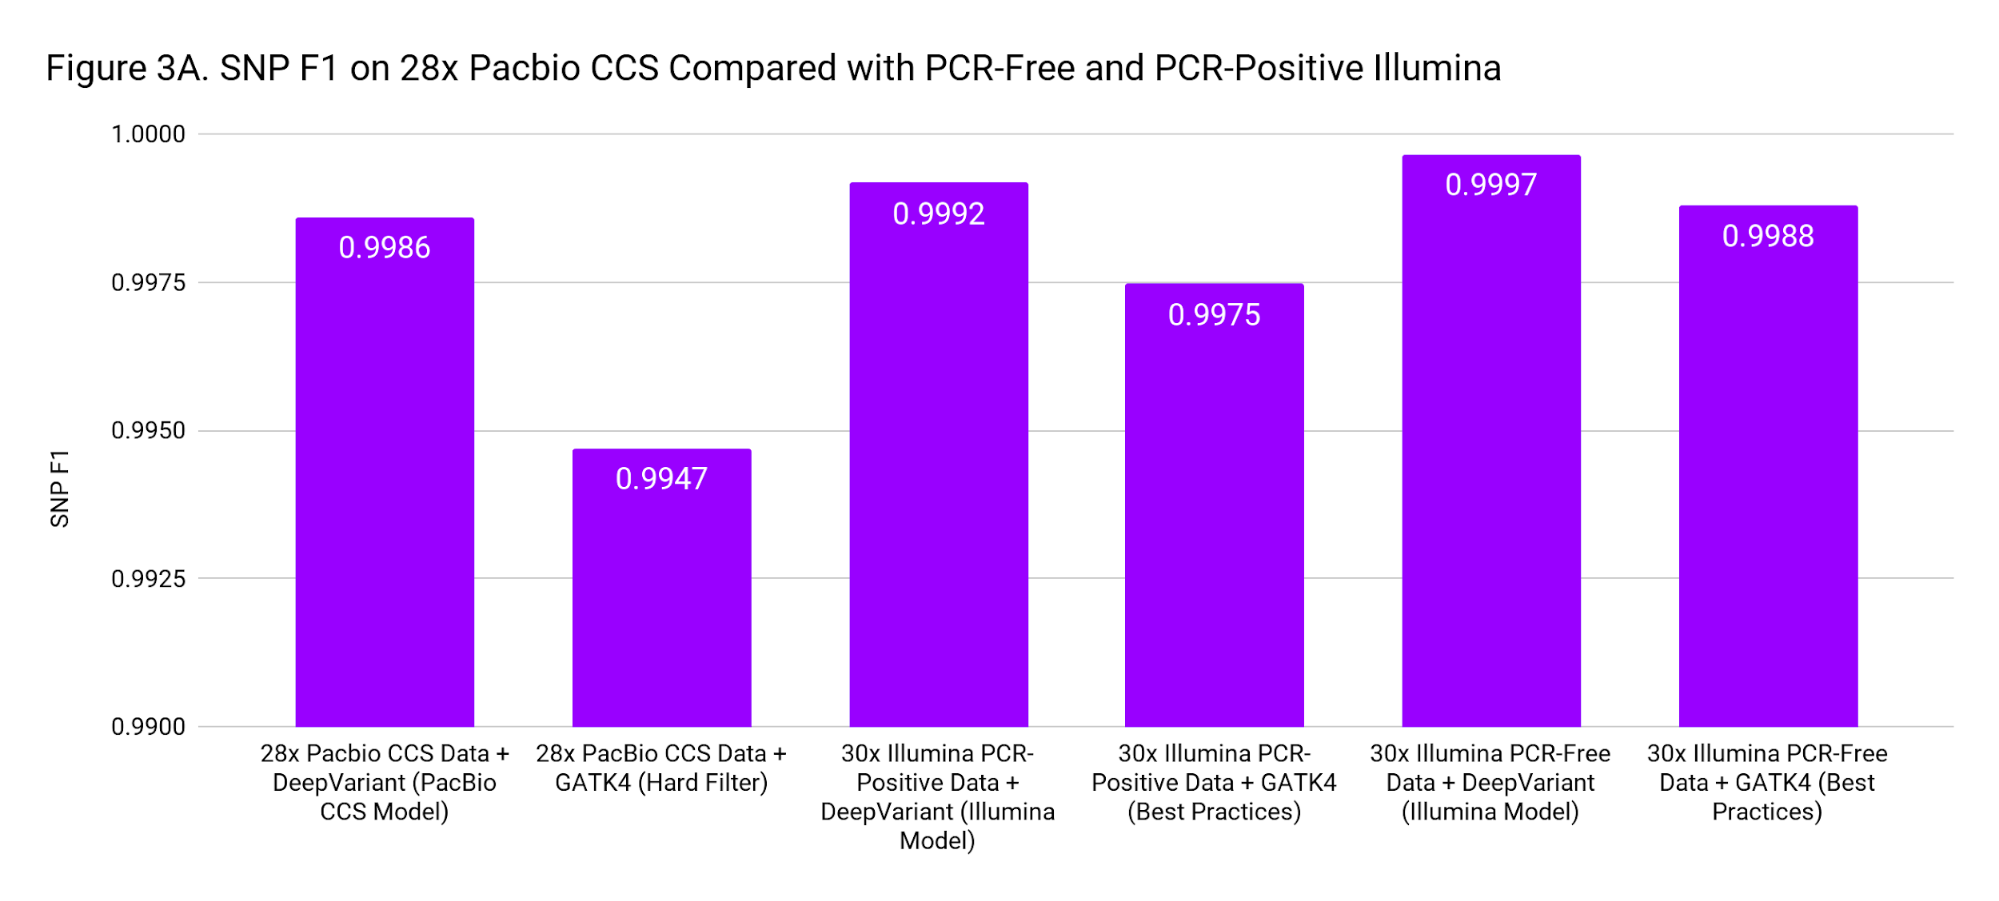 Figure 3A. SNP F1 on 28x Pacbio CCS Compared with PCR-Free and PCR-Positive Illumina
SNP F1
1.0000
0.9975
0.9950
0.9925
0.9900
0.9986
0.9947
0.9992
0.9975
0.9997
0.9988
28x Pacbio CCS Data +
DeepVariant (PacBio
CCS Model)
28x PacBio CCS Data +
GATK4 (Hard Filter)
30x Illumina PCR-
Positive Data +
DeepVariant (Illumina
Model)
30x Illumina PCR-
Positive Data + GATK4
(Best Practices)
30x Illumina PCR-Free
Data + DeepVariant
(Illumina Model)
30x Illumina PCR-Free
Data + GATK4 (Best
Practices)